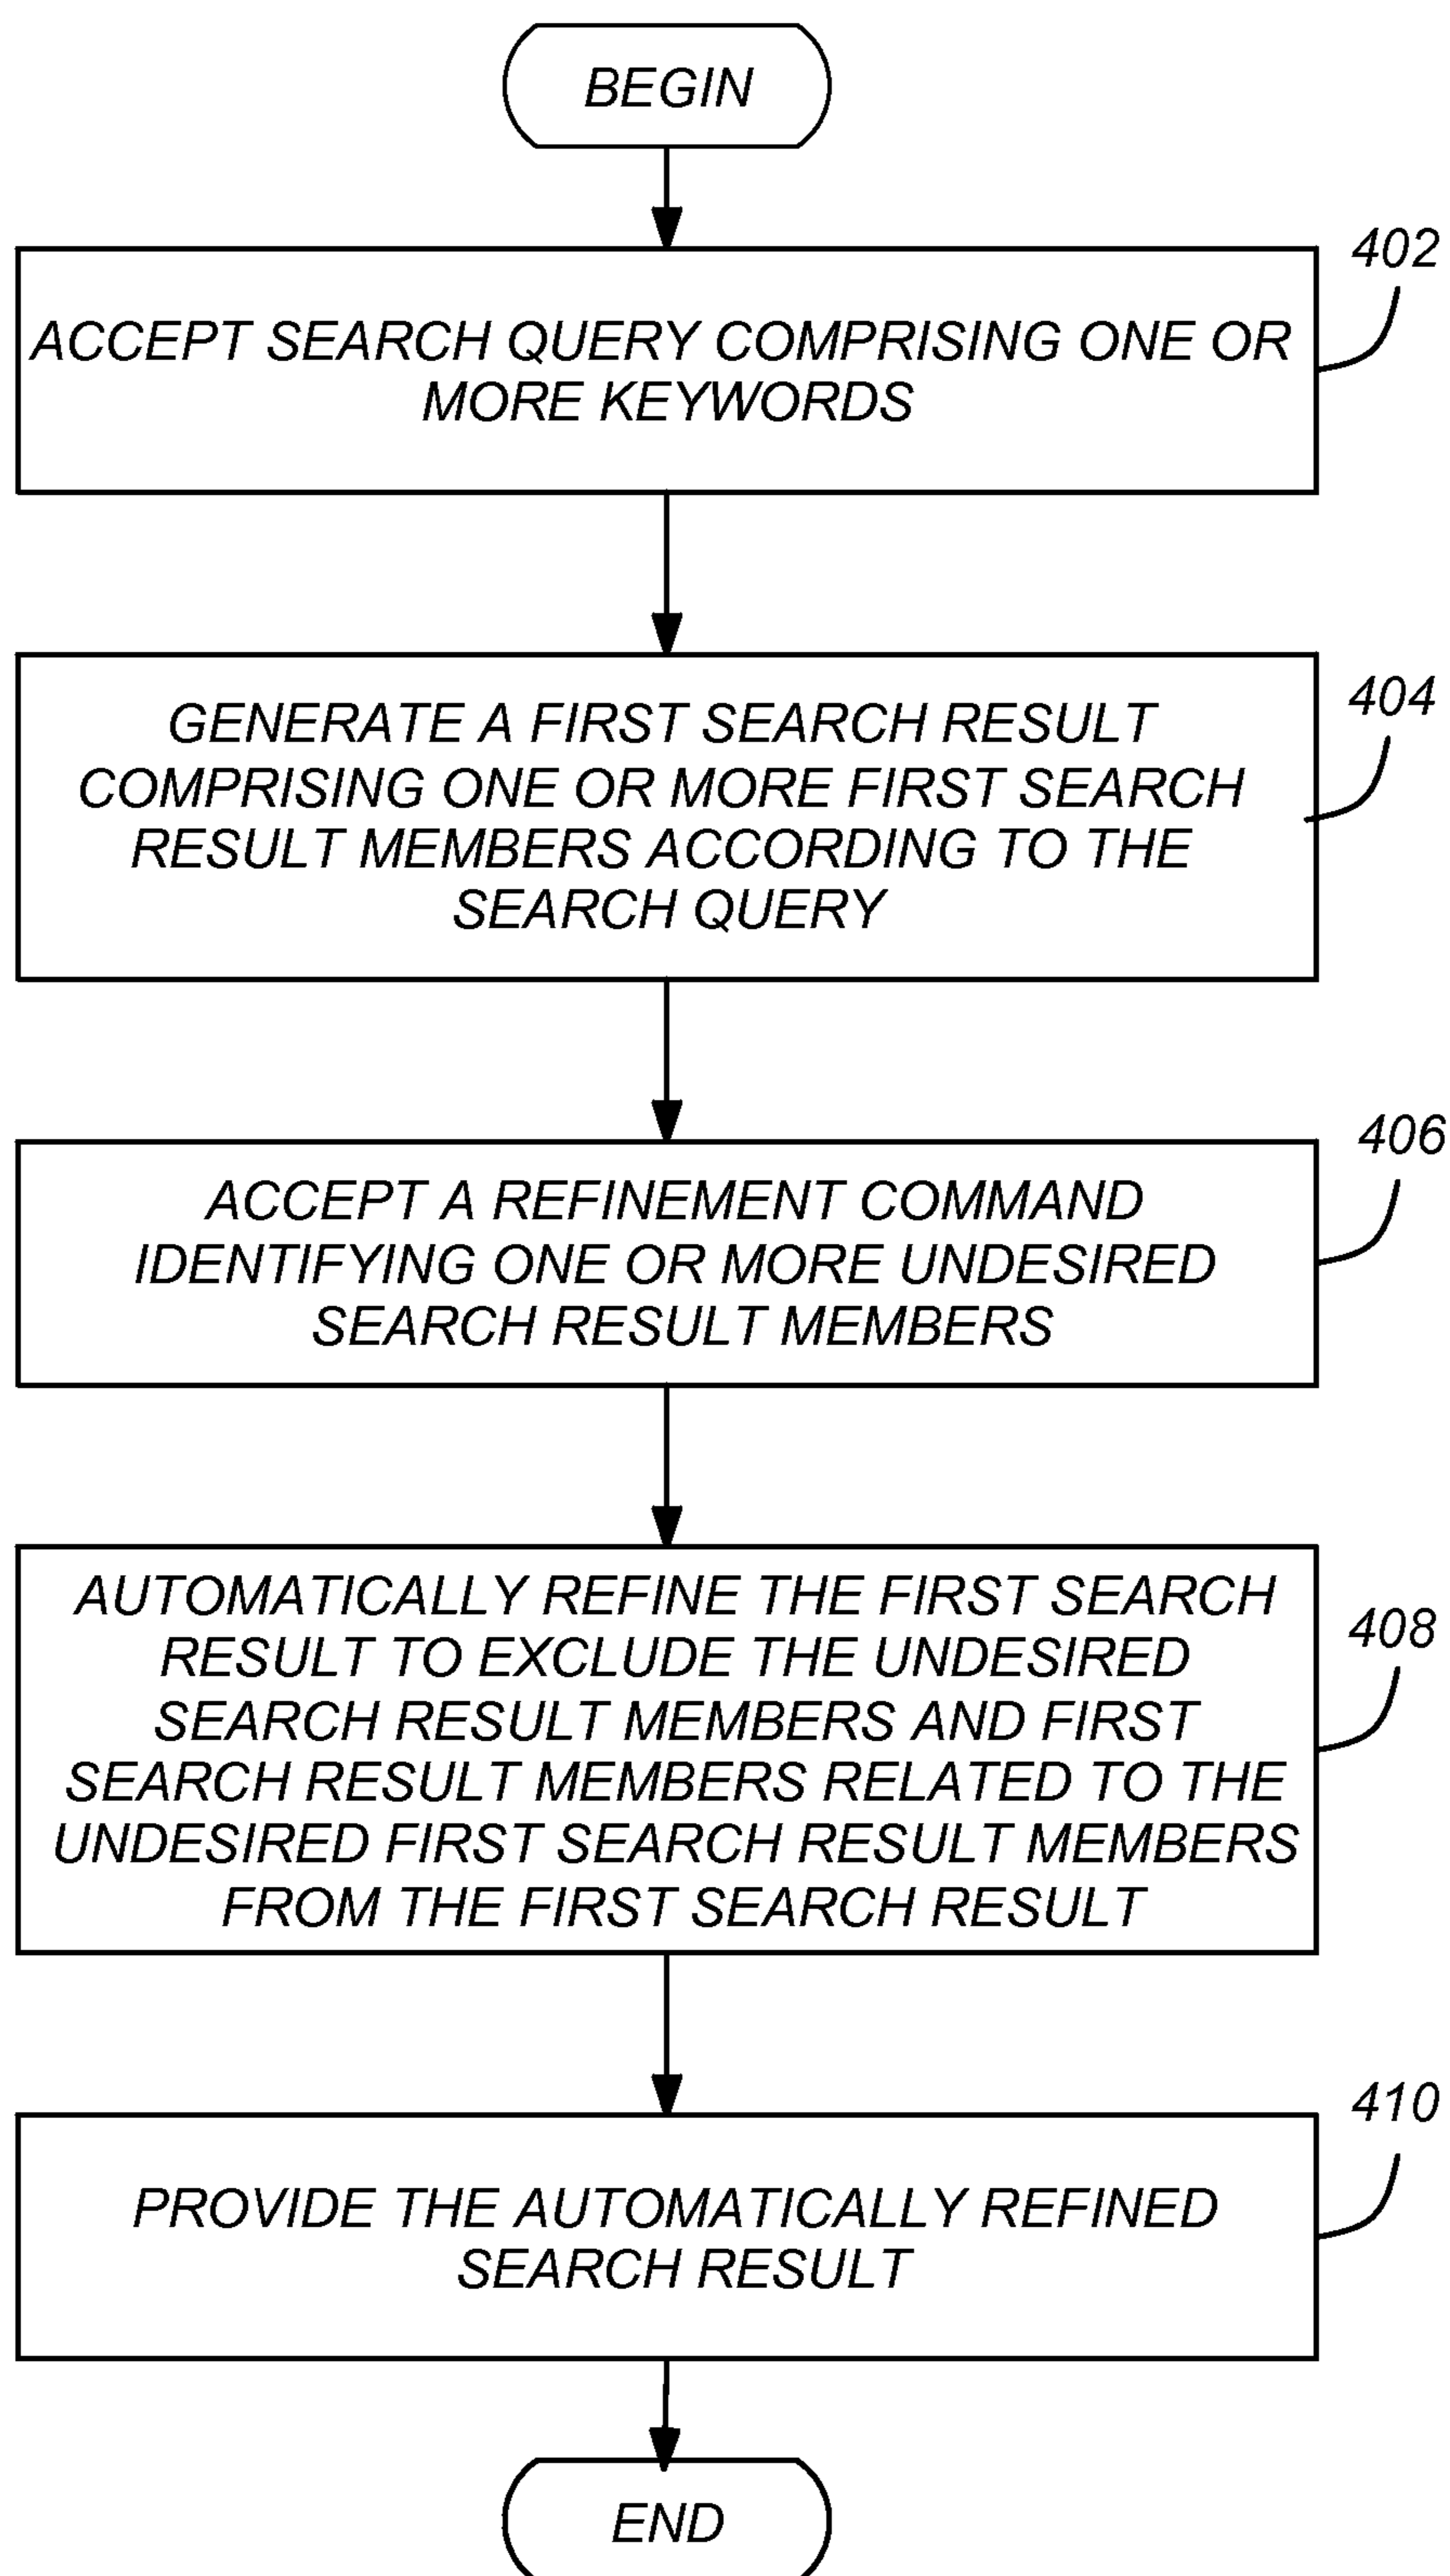 BEGIN
402
ACCEPT SEARCH QUERY COMPRISING ONE OR
MORE KEYWORDS
404
GENERATE A FIRST SEARCH RESULT
COMPRISING ONE OR MORE FIRST SEARCH
RESULT MEMBERS ACCORDING TO THE
SEARCH QUERY
406
ACCEPT A REFINEMENT COMMAND
IDENTIFYING ONE OR MORE UNDESIRED
SEARCH RESULT MEMBERS
408
AUTOMATICALLY REFINE THE FIRST SEARCH
RESULT TO EXCLUDE THE UNDESIRED
SEARCH RESULT MEMBERS AND FIRST
SEARCH RESULT MEMBERS RELATED TO THE
UNDESIRED FIRST SEARCH RESULT MEMBERS
FROM THE FIRST SEARCH RESULT
410
PROVIDE THE AUTOMATICALLY REFINED
SEARCH RESULT
END